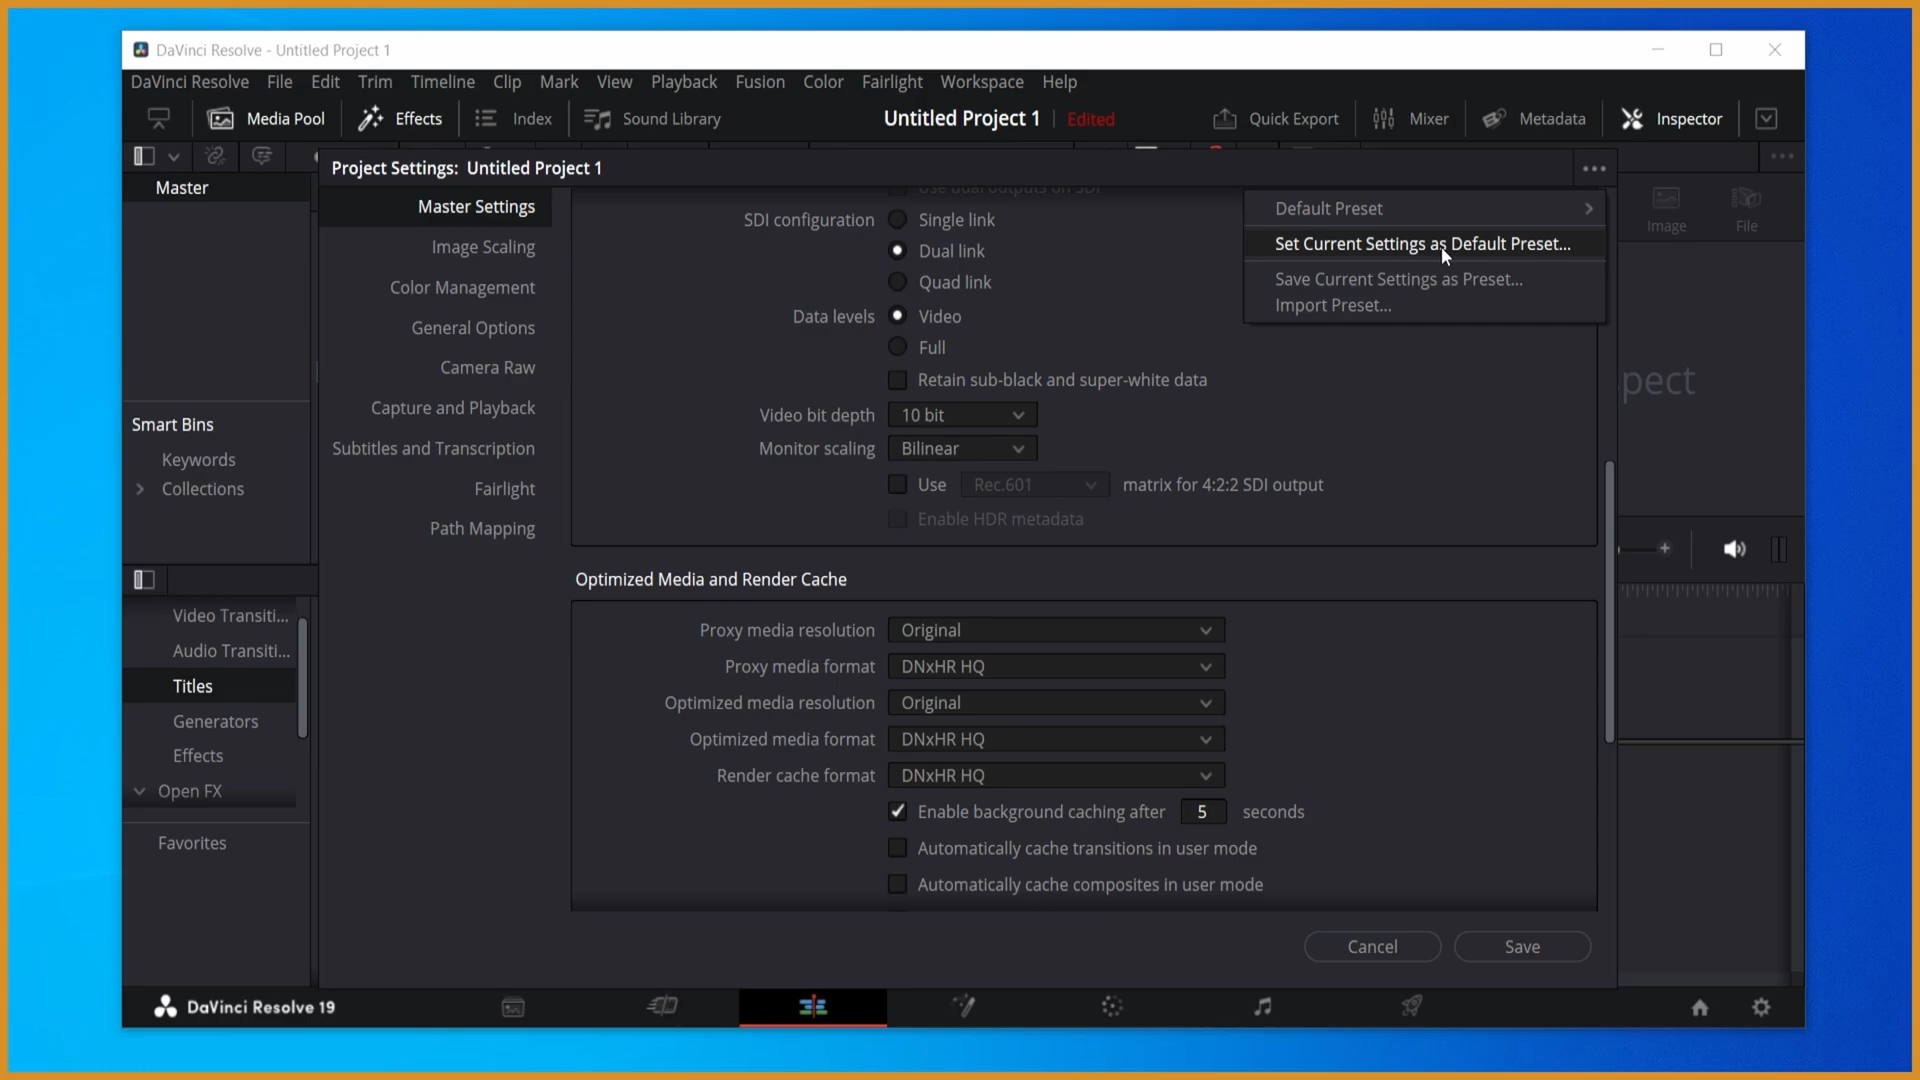 DaVinci Resolve - Untitled Project 1
DaVinci Resolve File Edit Trim Timeline Clip Mark View Playback Fusion Color Fairlight Workspace Help
Media Pool Effects Index Sound Library Untitled Project 1 Edited Quick Export Mixer Metadata Inspector
Master
Project Settings: Untitled Project 1
Master Settings
Image Scaling
Color Management
General Options
Camera Raw
Capture and Playback
Subtitles and Transcription
Fairlight
Path Mapping
Use dual outputs on SDI
SDI configuration Single link
Dual link
Quad link
Data levels Video
Full
Retain sub-black and super-white data
Video bit depth 10 bit
Monitor scaling Bilinear
Use Rec.601 matrix for 4:2:2 SDI output
Enable HDR metadata
Default Preset
Set Current Settings as Default Preset...
Save Current Settings as Preset...
Import Preset...
Image File
pect
Smart Bins
Keywords
Collections
Video Transiti...
Audio Transiti...
Titles
Generators
Effects
Open FX
Favorites
Optimized Media and Render Cache
Proxy media resolution Original
Proxy media format DNxHR HQ
Optimized media resolution Original
Optimized media format DNxHR HQ
Render cache format DNxHR HQ
Enable background caching after 5 seconds
Automatically cache transitions in user mode
Automatically cache composites in user mode
Cancel Save
DaVinci Resolve 19